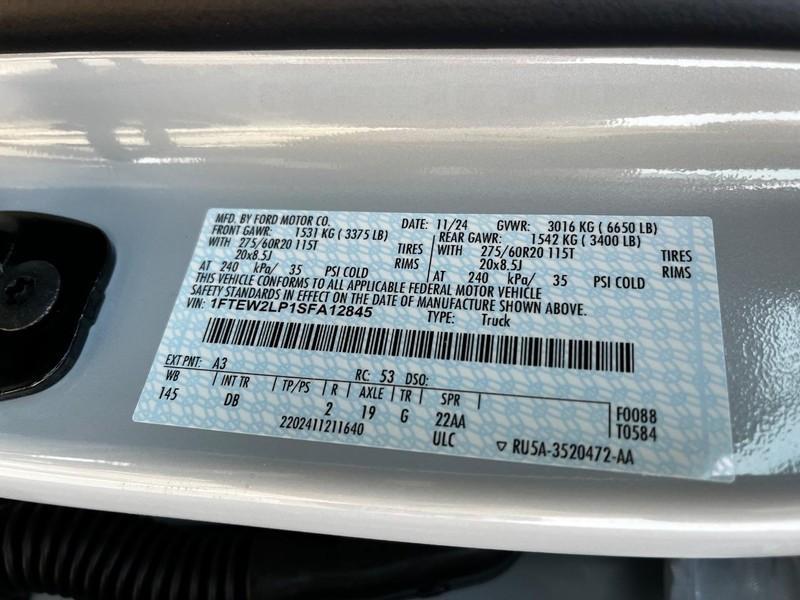 MFD. BY FORD MOTOR CO. DATE: 11/24 GVWR: 3016 KG ( 6650 LB)
FRONT GAWR: 1531 KG ( 3375 LB) REAR GAWR: 1542 KG ( 3400 LB)
WITH 275/60R20 115T TIRES WITH 275/60R20 115T TIRES
20x8.5J RIMS 20x8.5J RIMS
AT 240 kPa/ 35 PSI COLD AT 240 kPa/ 35 PSI COLD
THIS VEHICLE CONFORMS TO ALL APPLICABLE FEDERAL MOTOR VEHICLE
SAFETY STANDARDS IN EFFECT ON THE DATE OF MANUFACTURE SHOWN ABOVE.
VIN: 1FTEW2LP1SFA12845 TYPE: Truck
EXT PNT: A3 RC: 53 DSO:
WB INT TR TP/PS R AXLE TR SPR
145 DB 2 19 G 22AA F0088
2202411211640 ULC T0584
RU5A-3520472-AA